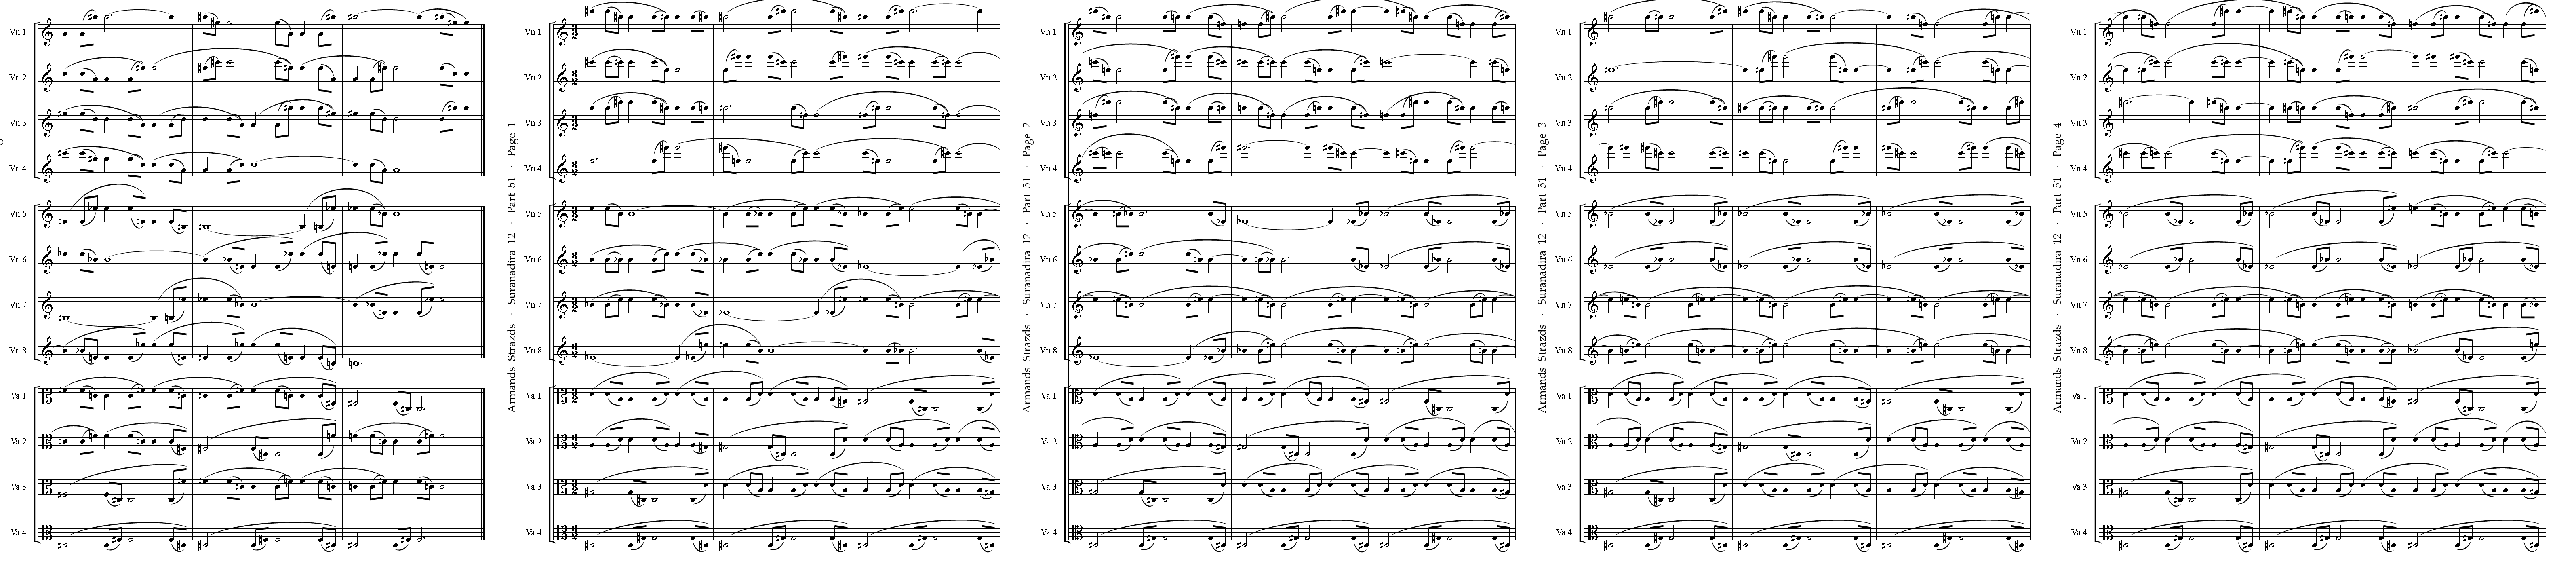 Vn 1
Vn 2
Vn 3
Vn 4
Vn 5
Vn 6
Vn 7
Vn 8
Va 1
Va 2
Va 3
Va 4
Armands Strazds · Suranadira 12 · Part 51 · Page 1
Vn 1
Vn 2
Vn 3
Vn 4
Vn 5
Vn 6
Vn 7
Vn 8
Va 1
Va 2
Va 3
Va 4
Armands Strazds · Suranadira 12 · Part 51 · Page 2
Vn 1
Vn 2
Vn 3
Vn 4
Vn 5
Vn 6
Vn 7
Vn 8
Va 1
Va 2
Va 3
Va 4
Armands Strazds · Suranadira 12 · Part 51 · Page 3
Vn 1
Vn 2
Vn 3
Vn 4
Vn 5
Vn 6
Vn 7
Vn 8
Va 1
Va 2
Va 3
Va 4
Armands Strazds · Suranadira 12 · Part 51 · Page 4
Vn 1
Vn 2
Vn 3
Vn 4
Vn 5
Vn 6
Vn 7
Vn 8
Va 1
Va 2
Va 3
Va 4